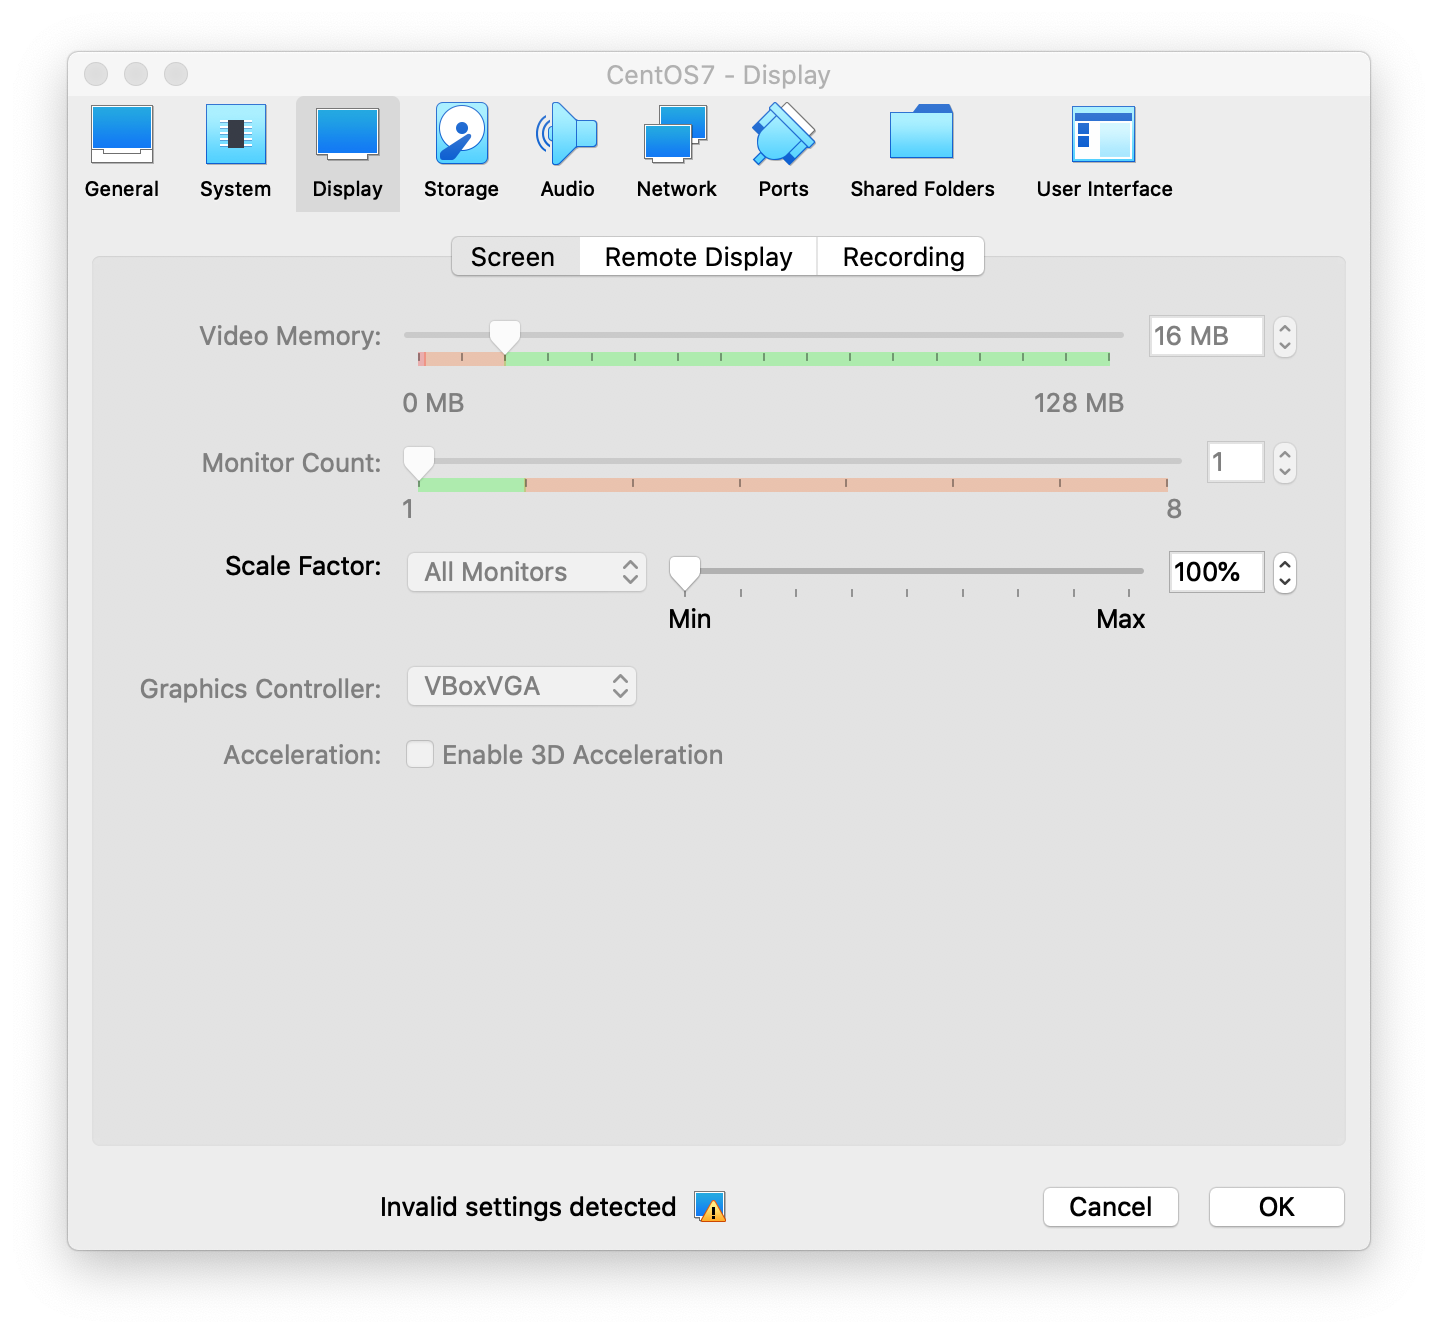 CentOS7 - Display
General System Display Storage Audio Network Ports Shared Folders User Interface
Screen Remote Display Recording
Video Memory: 16 MB
0 MB 128 MB
Monitor Count: 1
1 8
Scale Factor: All Monitors 100%
Min Max
Graphics Controller: VBoxVGA
Acceleration: Enable 3D Acceleration
Invalid settings detected Cancel OK